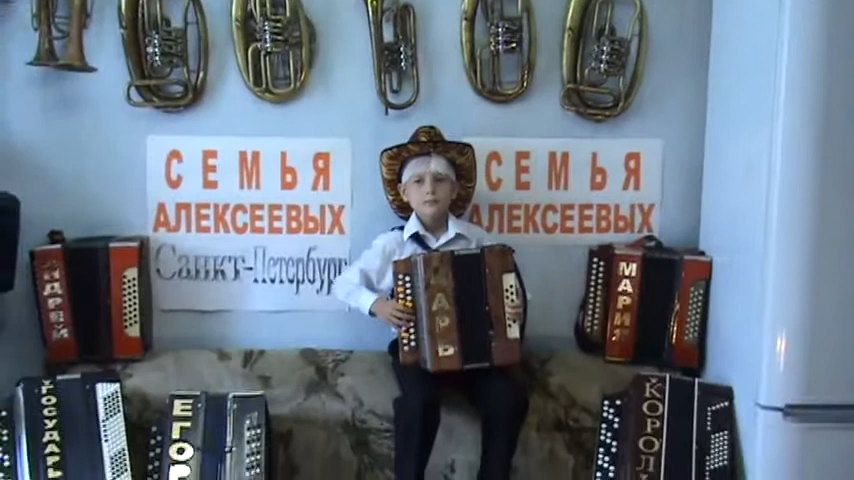 СЕМЬЯ
АЛЕКСЕЕВЫХ
Санкт-Петербург
СЕМЬЯ
АЛЕКСЕЕВЫХ
АНДРЕЙ
ЦАРЬ
МАРИЯ
ГОСУДАРЬ
ЕГОР
КОРОЛЬ